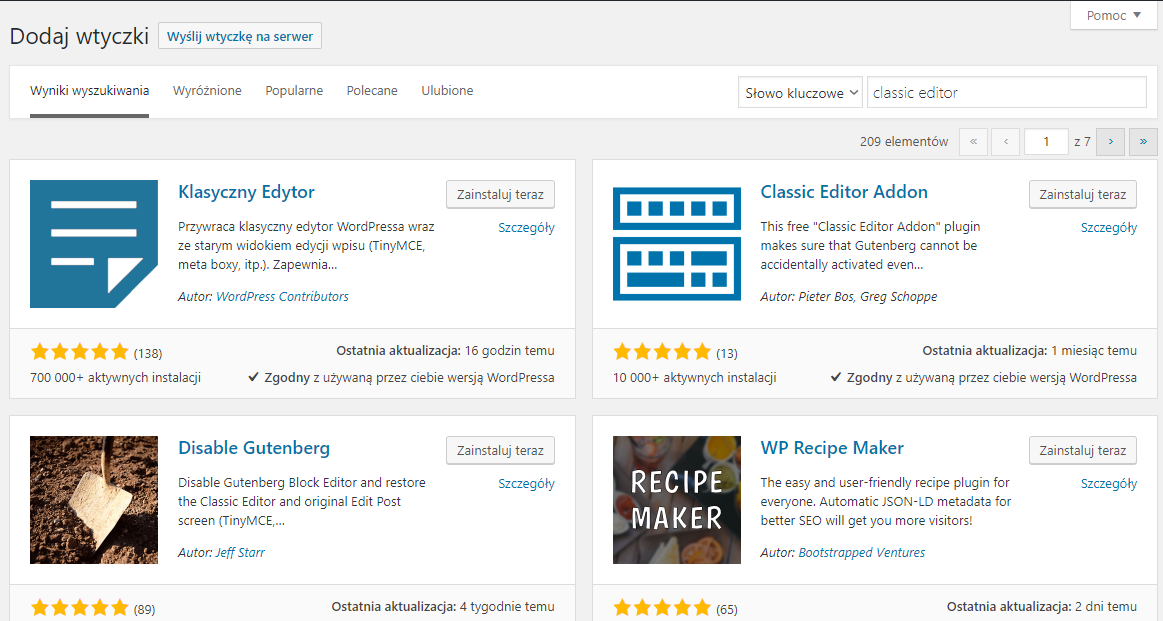 Pomoc ▼
Dodaj wtyczki Wyślij wtyczkę na serwer
Wyniki wyszukiwania Wyróżnione Popularne Polecane Ulubione Słowo kluczowe classic editor
209 elementów « ‹ 1 z 7 › »
Klasyczny Edytor
Zainstaluj teraz
Szczegóły
Przywraca klasyczny edytor WordPressa wraz
ze starym widokiem edycji wpisu (TinyMCE,
meta boxy, itp.). Zapewnia...
Autor: WordPress Contributors
(138)
Ostatnia aktualizacja: 16 godzin temu
700 000+ aktywnych instalacji
✔ Zgodny z używaną przez ciebie wersją WordPressa
Classic Editor Addon
Zainstaluj teraz
Szczegóły
This free "Classic Editor Addon" plugin
makes sure that Gutenberg cannot be
accidentally activated even...
Autor: Pieter Bos, Greg Schoppe
(13)
Ostatnia aktualizacja: 1 miesiąc temu
10 000+ aktywnych instalacji
✔ Zgodny z używaną przez ciebie wersją WordPressa
Disable Gutenberg
Zainstaluj teraz
Szczegóły
Disable Gutenberg Block Editor and restore
the Classic Editor and original Edit Post
screen (TinyMCE,...
Autor: Jeff Starr
(89)
Ostatnia aktualizacja: 4 tygodnie temu
RECIPE
MAKER
WP Recipe Maker
Zainstaluj teraz
Szczegóły
The easy and user-friendly recipe plugin for
everyone. Automatic JSON-LD metadata for
better SEO will get you more visitors!
Autor: Bootstrapped Ventures
(65)
Ostatnia aktualizacja: 2 dni temu